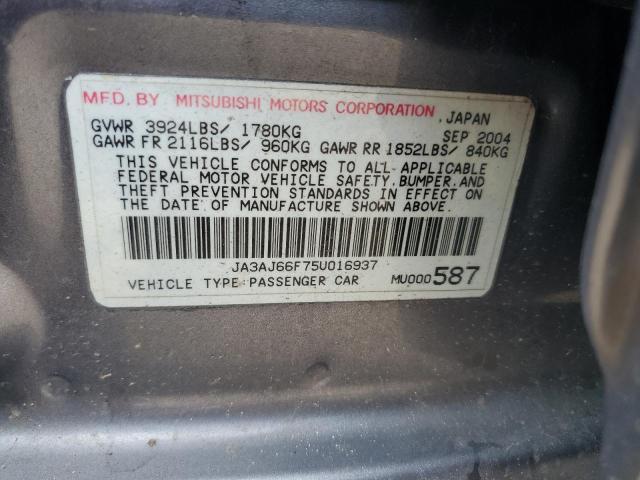 MFD. BY MITSUBISHI MOTORS CORPORATION, JAPAN
GVWR 3924LBS/ 1780KG SEP 2004
GAWR FR 2116LBS/ 960KG GAWR RR 1852LBS/ 840KG
THIS VEHICLE CONFORMS TO ALL APPLICABLE
FEDERAL MOTOR VEHICLE SAFETY, BUMPER, AND
THEFT PREVENTION STANDARDS IN EFFECT ON
THE DATE OF MANUFACTURE SHOWN ABOVE.
JA3AJ66F75U016937
VEHICLE TYPE:PASSENGER CAR MU000587